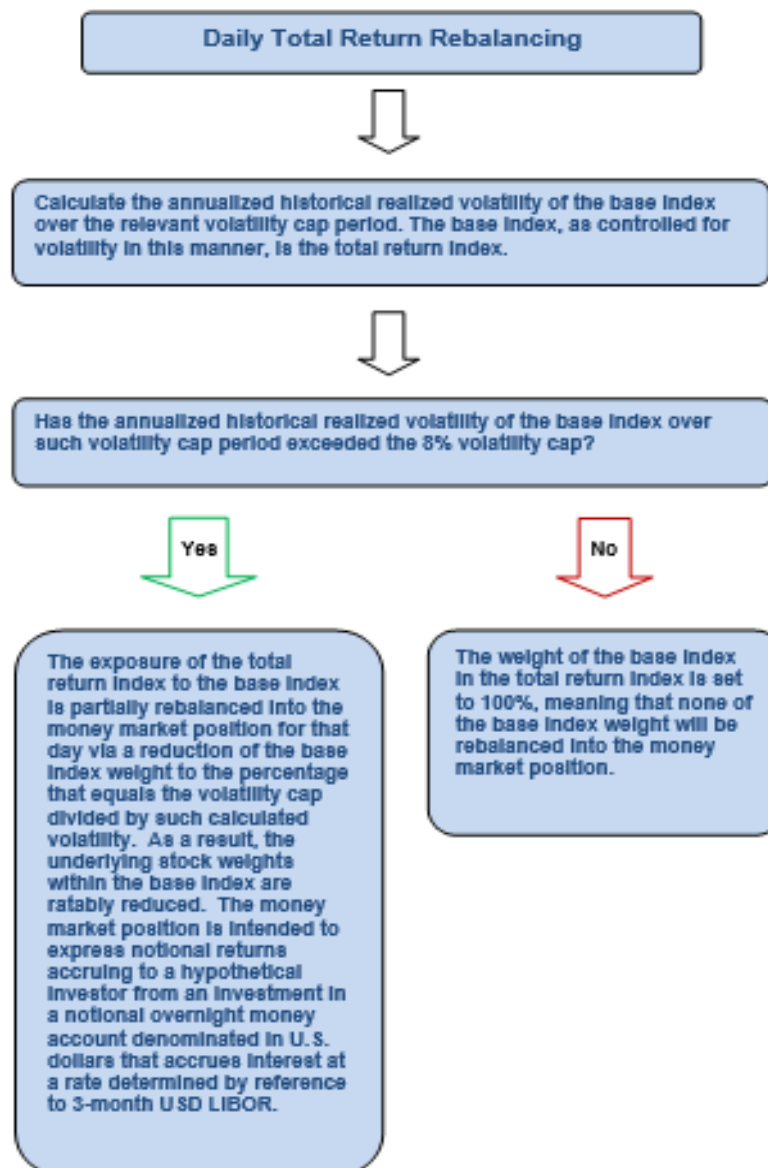 Daily Total Return Rebalancing
Calculate the annualized historical realized volatility of the base index
over the relevant volatility cap period. The base index, as controlled for
volatility in this manner, is the total return index.
Has the annualized historical realized volatility of the base index over
such volatility cap period exceeded the 8% volatility cap?
Yes
No
The exposure of the total
return index to the base index
is partially rebalanced into the
money market position for that
day via a reduction of the base
index weight to the percentage
that equals the volatility cap
divided by such calculated
volatility. As a result, the
underlying stock weights
within the base index are
ratably reduced. The money
market position is intended to
express notional returns
accruing to a hypothetical
investor from an investment in
a notional overnight money
account denominated in U.S.
dollars that accrues interest at
a rate determined by reference
to 3-month USD LIBOR.
The weight of the base index
in the total return index is set
to 100%, meaning that none of
the base index weight will be
rebalanced into the money
market position.